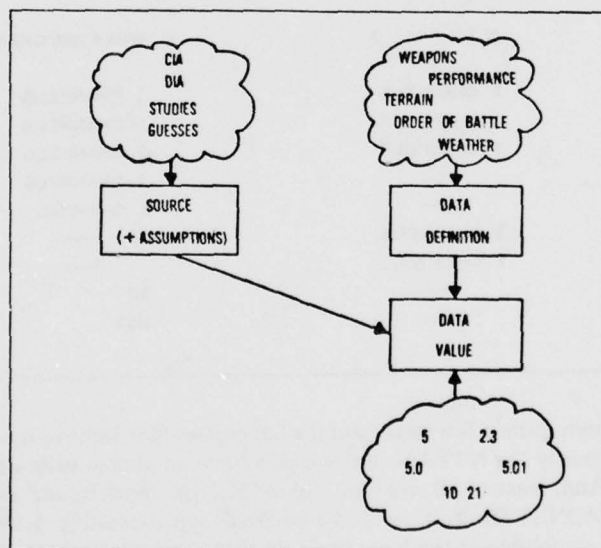 CIA
DIA
STUDIES
GUESSES
WEAPONS
PERFORMANCE
TERRAIN
ORDER OF BATTLE
WEATHER
SOURCE
(+ ASSUMPTIONS)
DATA
DEFINITION
DATA
VALUE
5 2.3
5.0 5.01
10 21